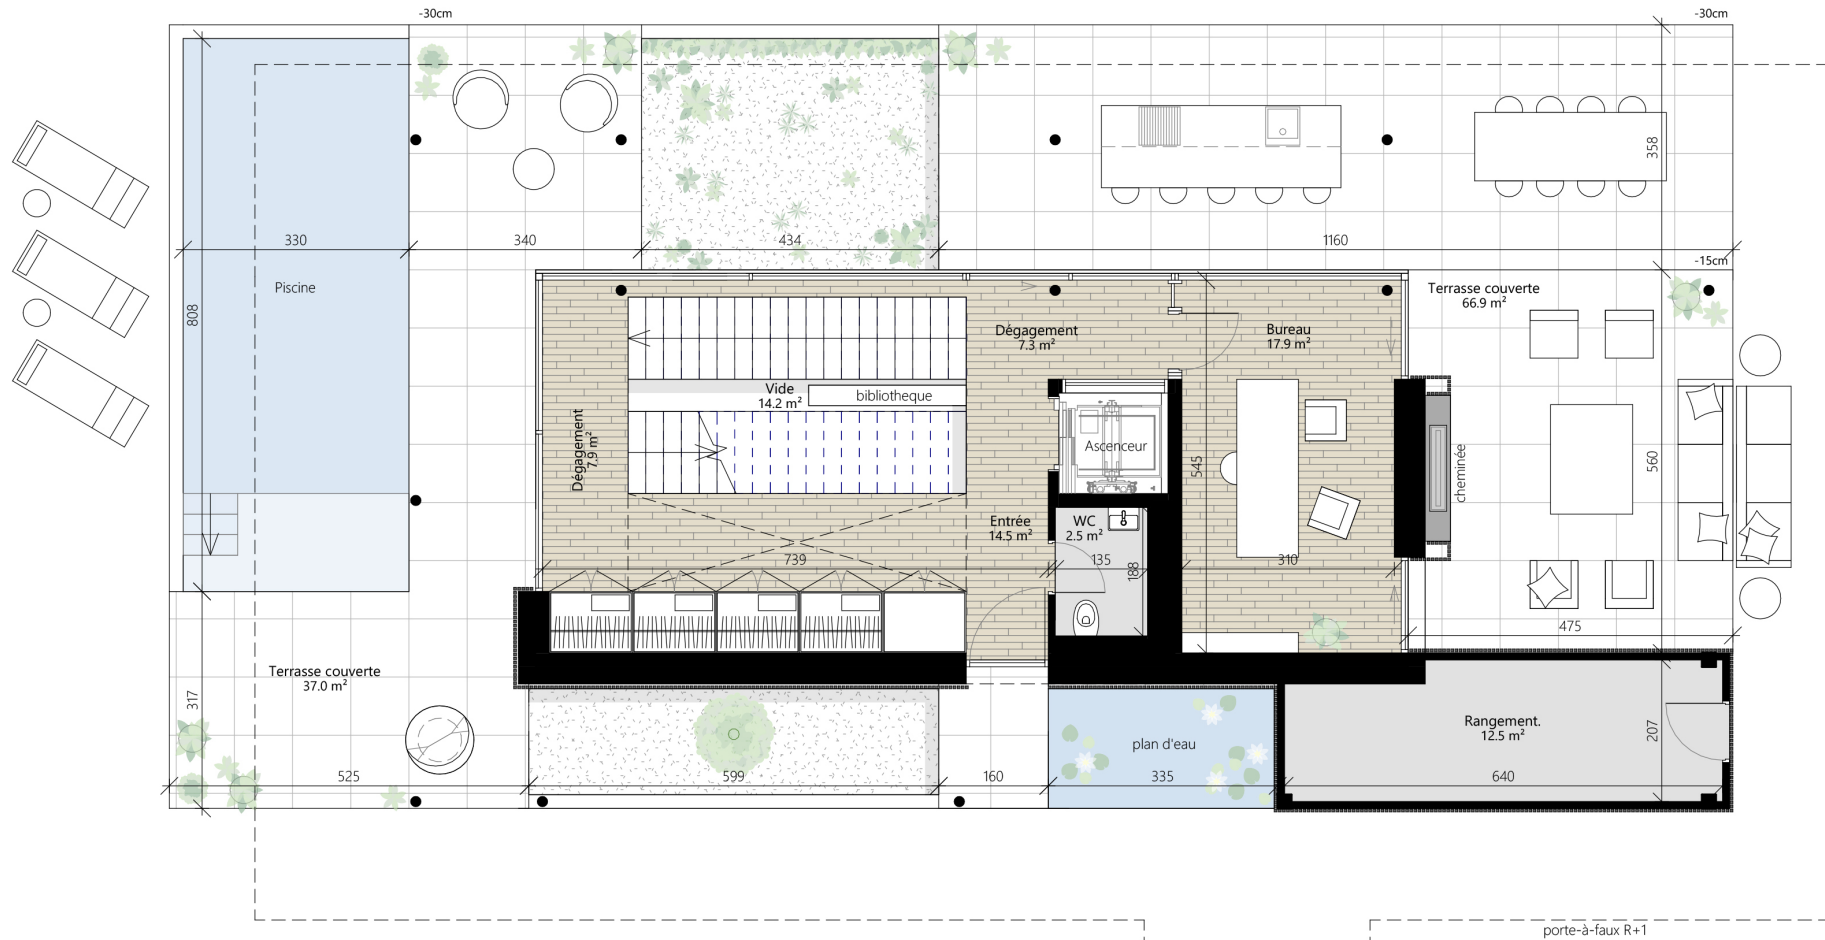 -30cm
-30cm
358
330
340
434
1160
-15cm
Piscine
808
Terrasse couverte
66.9 m²
Dégagement
7.3 m²
Bureau
17.9 m²
Vide
14.2 m²
bibliotheque
Dégagement
7.9 m²
Ascenceur
545
cheminée
560
Entrée
14.5 m²
WC
2.5 m²
739
135
188
310
475
Terrasse couverte
37.0 m²
317
plan d'eau
Rangement.
12.5 m²
207
525
599
160
335
640
porte-à-faux R+1